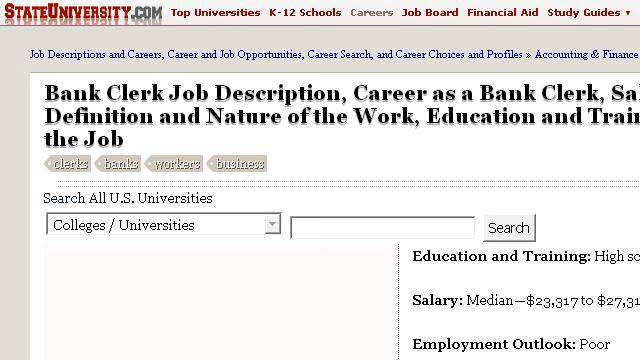 STATEUNIVERSITY.COM Top Universities K-12 Schools Careers Job Board Financial Aid Study Guides
Job Descriptions and Careers, Career and Job Opportunities, Career Search, and Career Choices and Profiles » Accounting & Finance
Bank Clerk Job Description, Career as a Bank Clerk,
Definition and Nature of the Work, Education and
the Job
clerks banks workers business
Search All U.S. Universities
Colleges / Universities Search
Education and Training: High
Salary: Median—$23,317 to
Employment Outlook: Poor